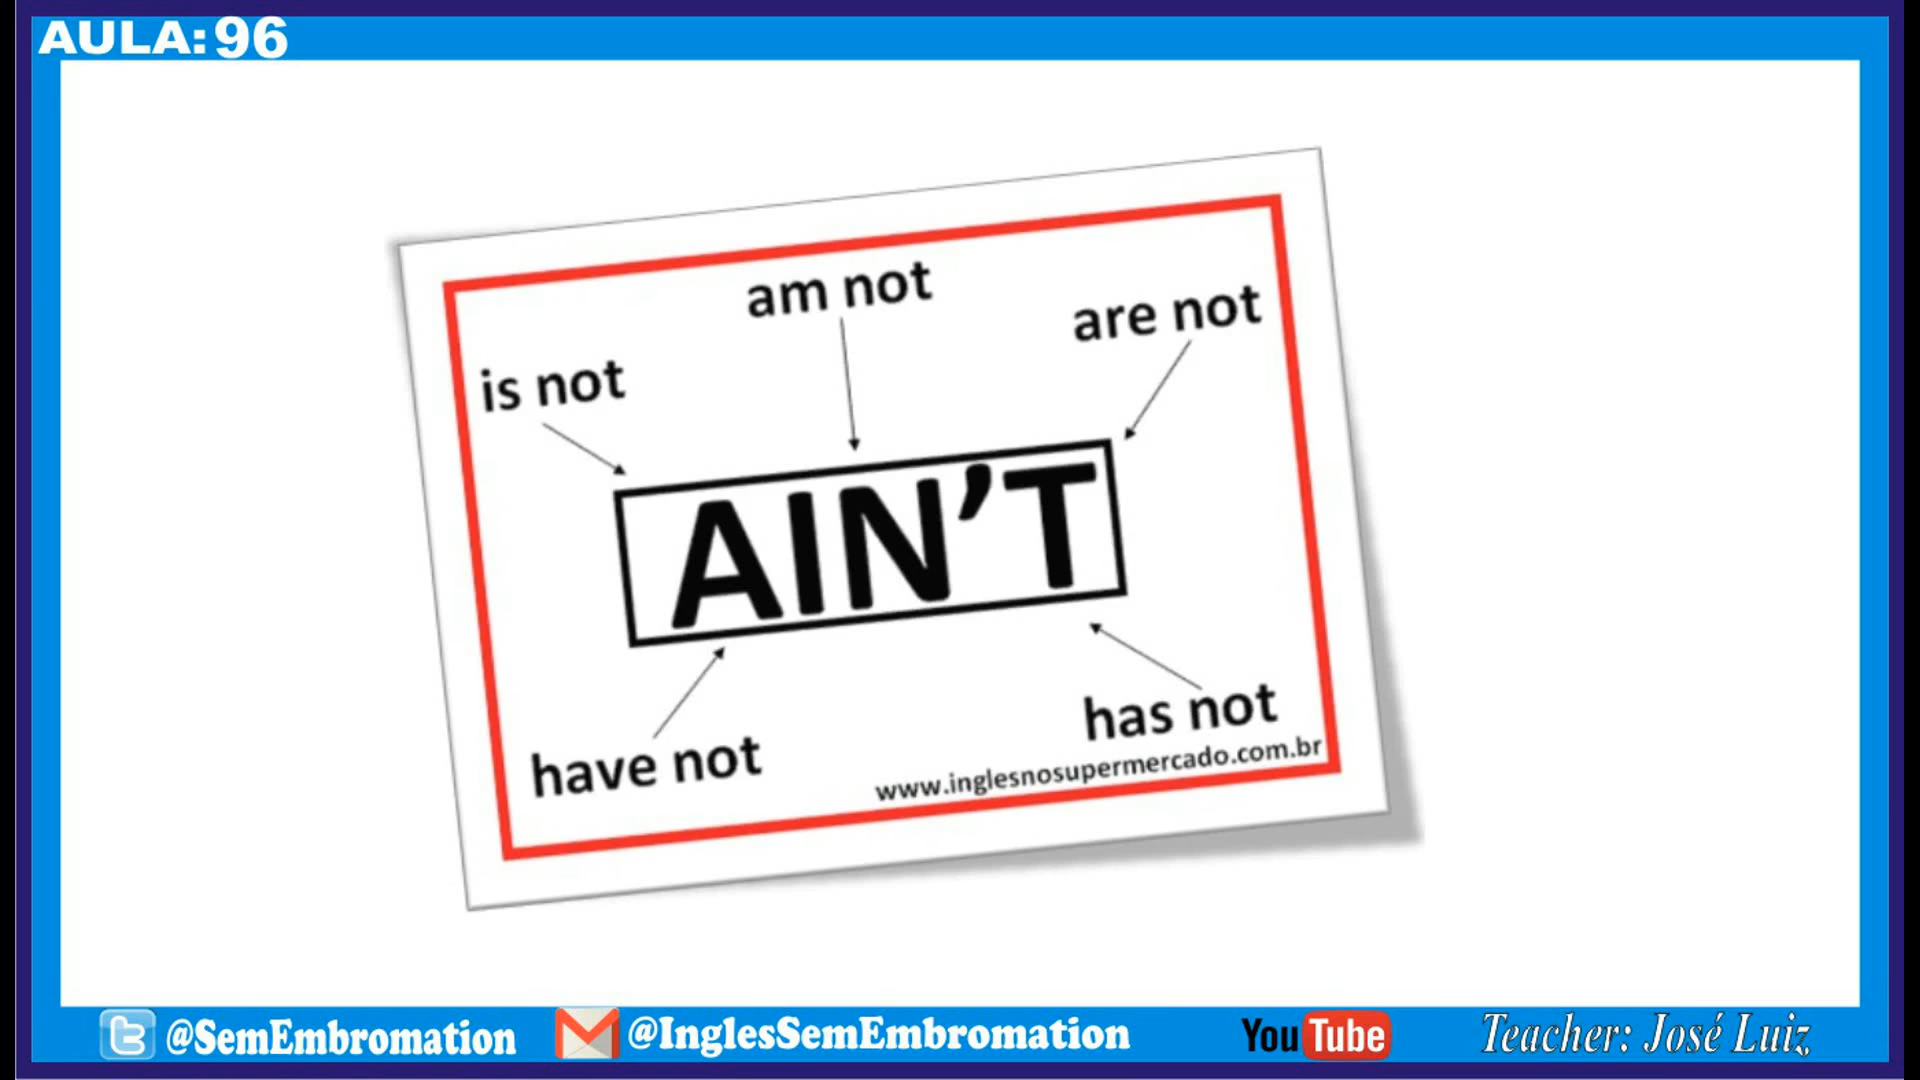 AULA: 96
am not
are not
is not
AIN'T
have not
has not
www.inglesnosupermercado.com.br
@SemEmbromation
@InglesSemEmbromation
YouTube
Teacher: José Luiz